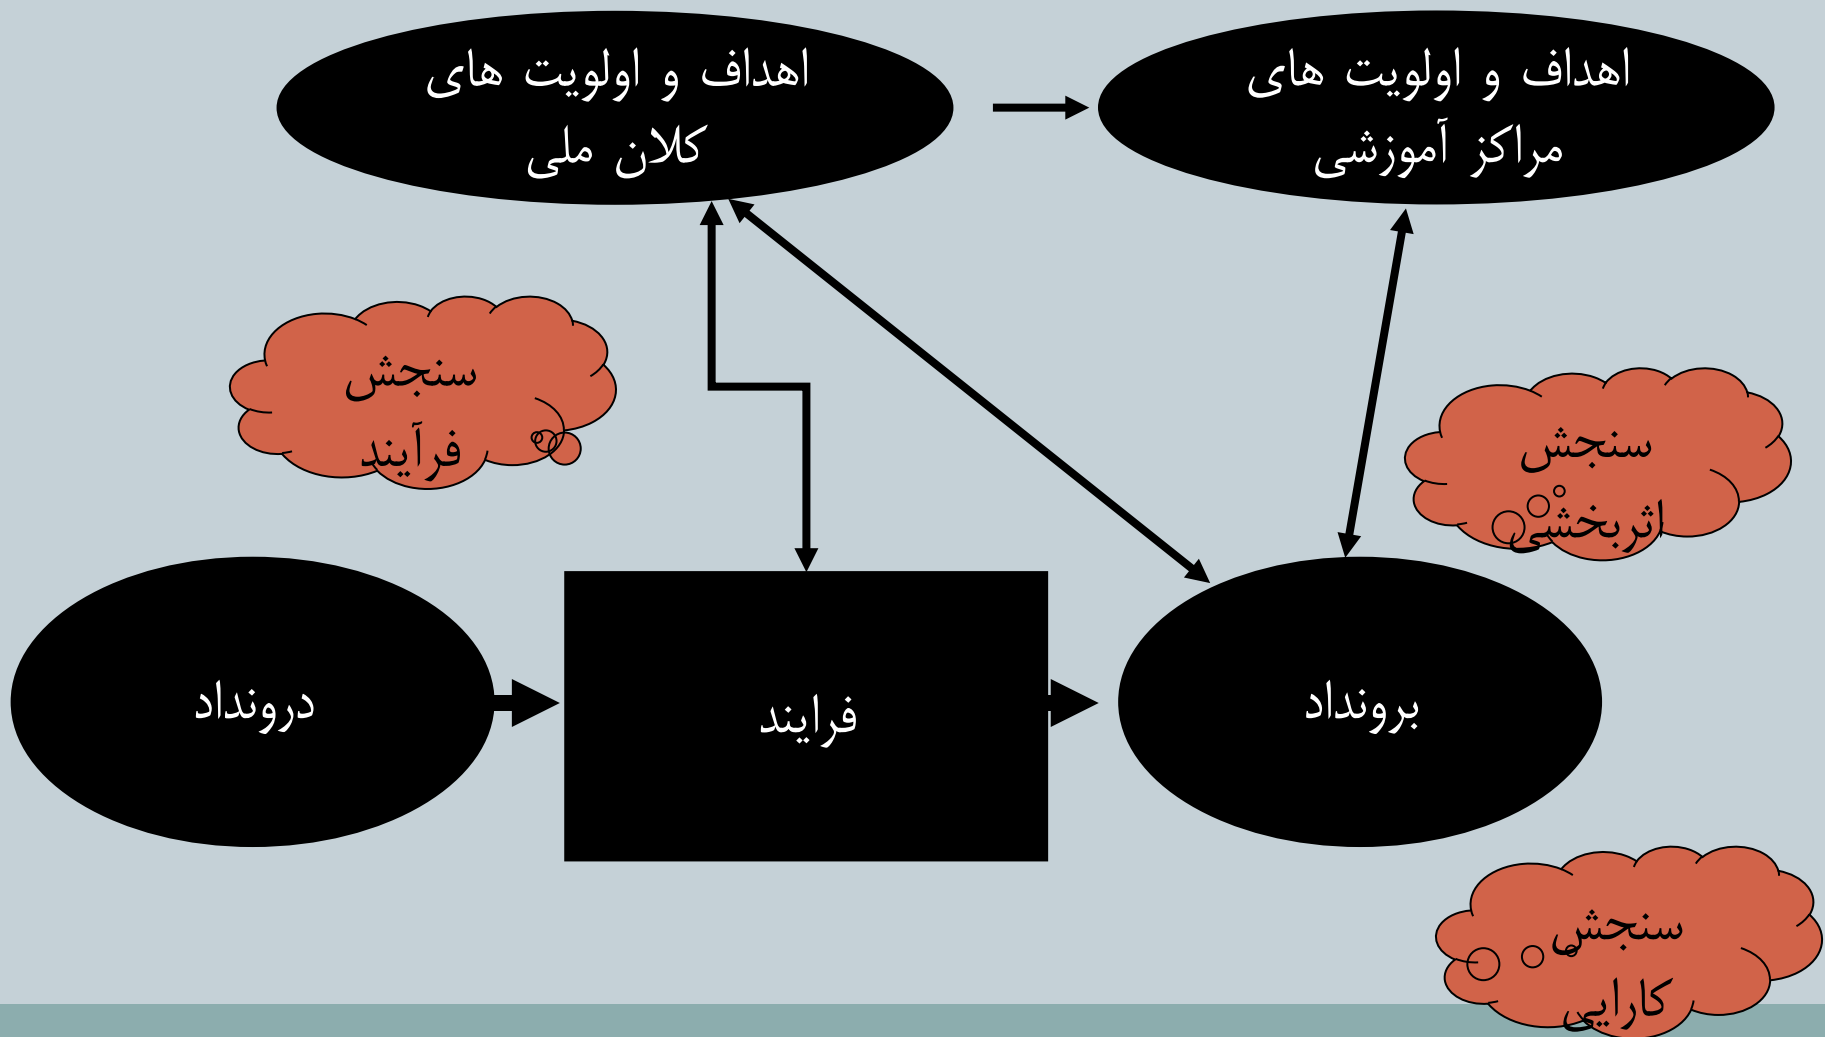 اهداف و اولویت های
مراکز آموزشی
اهداف و اولویت های
کلان ملی
سنجش
فرآیند
سنجش
اثربخشی
درونداد
فرایند
برونداد
سنجش
کارایی